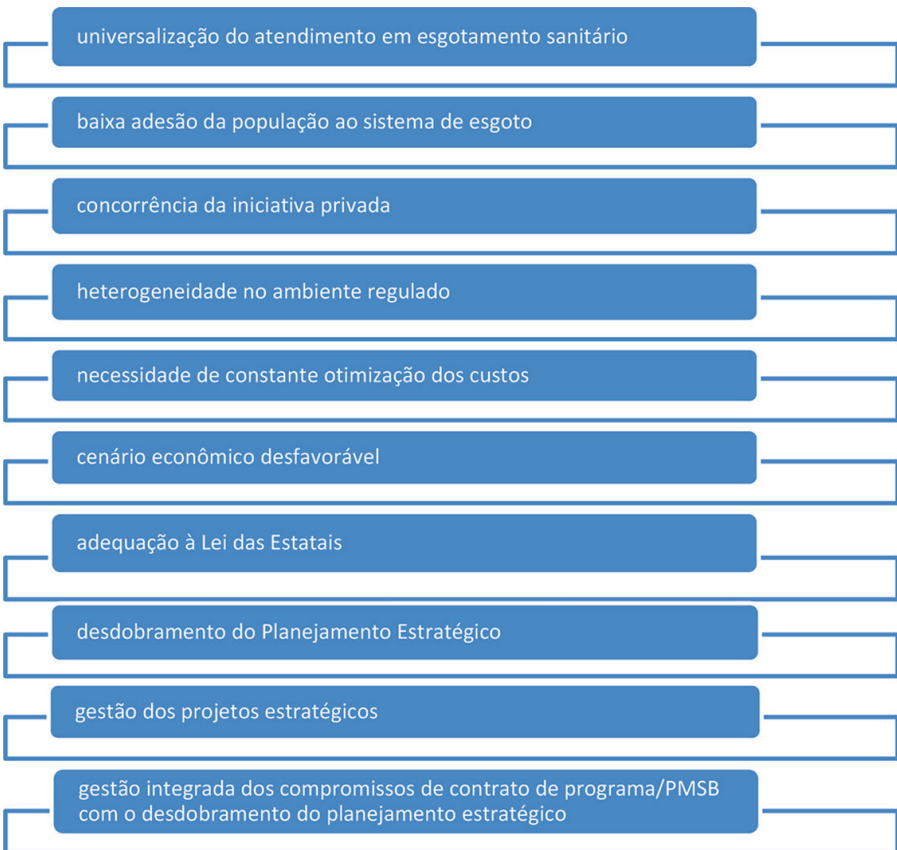 universalização do atendimento em esgotamento sanitário
baixa adesão da população ao sistema de esgoto
concorrência da iniciativa privada
heterogeneidade no ambiente regulado
necessidade de constante otimização dos custos
cenário econômico desfavorável
adequação à Lei das Estatais
desdobramento do Planejamento Estratégico
gestão dos projetos estratégicos
gestão integrada dos compromissos de contrato de programa/PMSB
com o desdobramento do planejamento estratégico